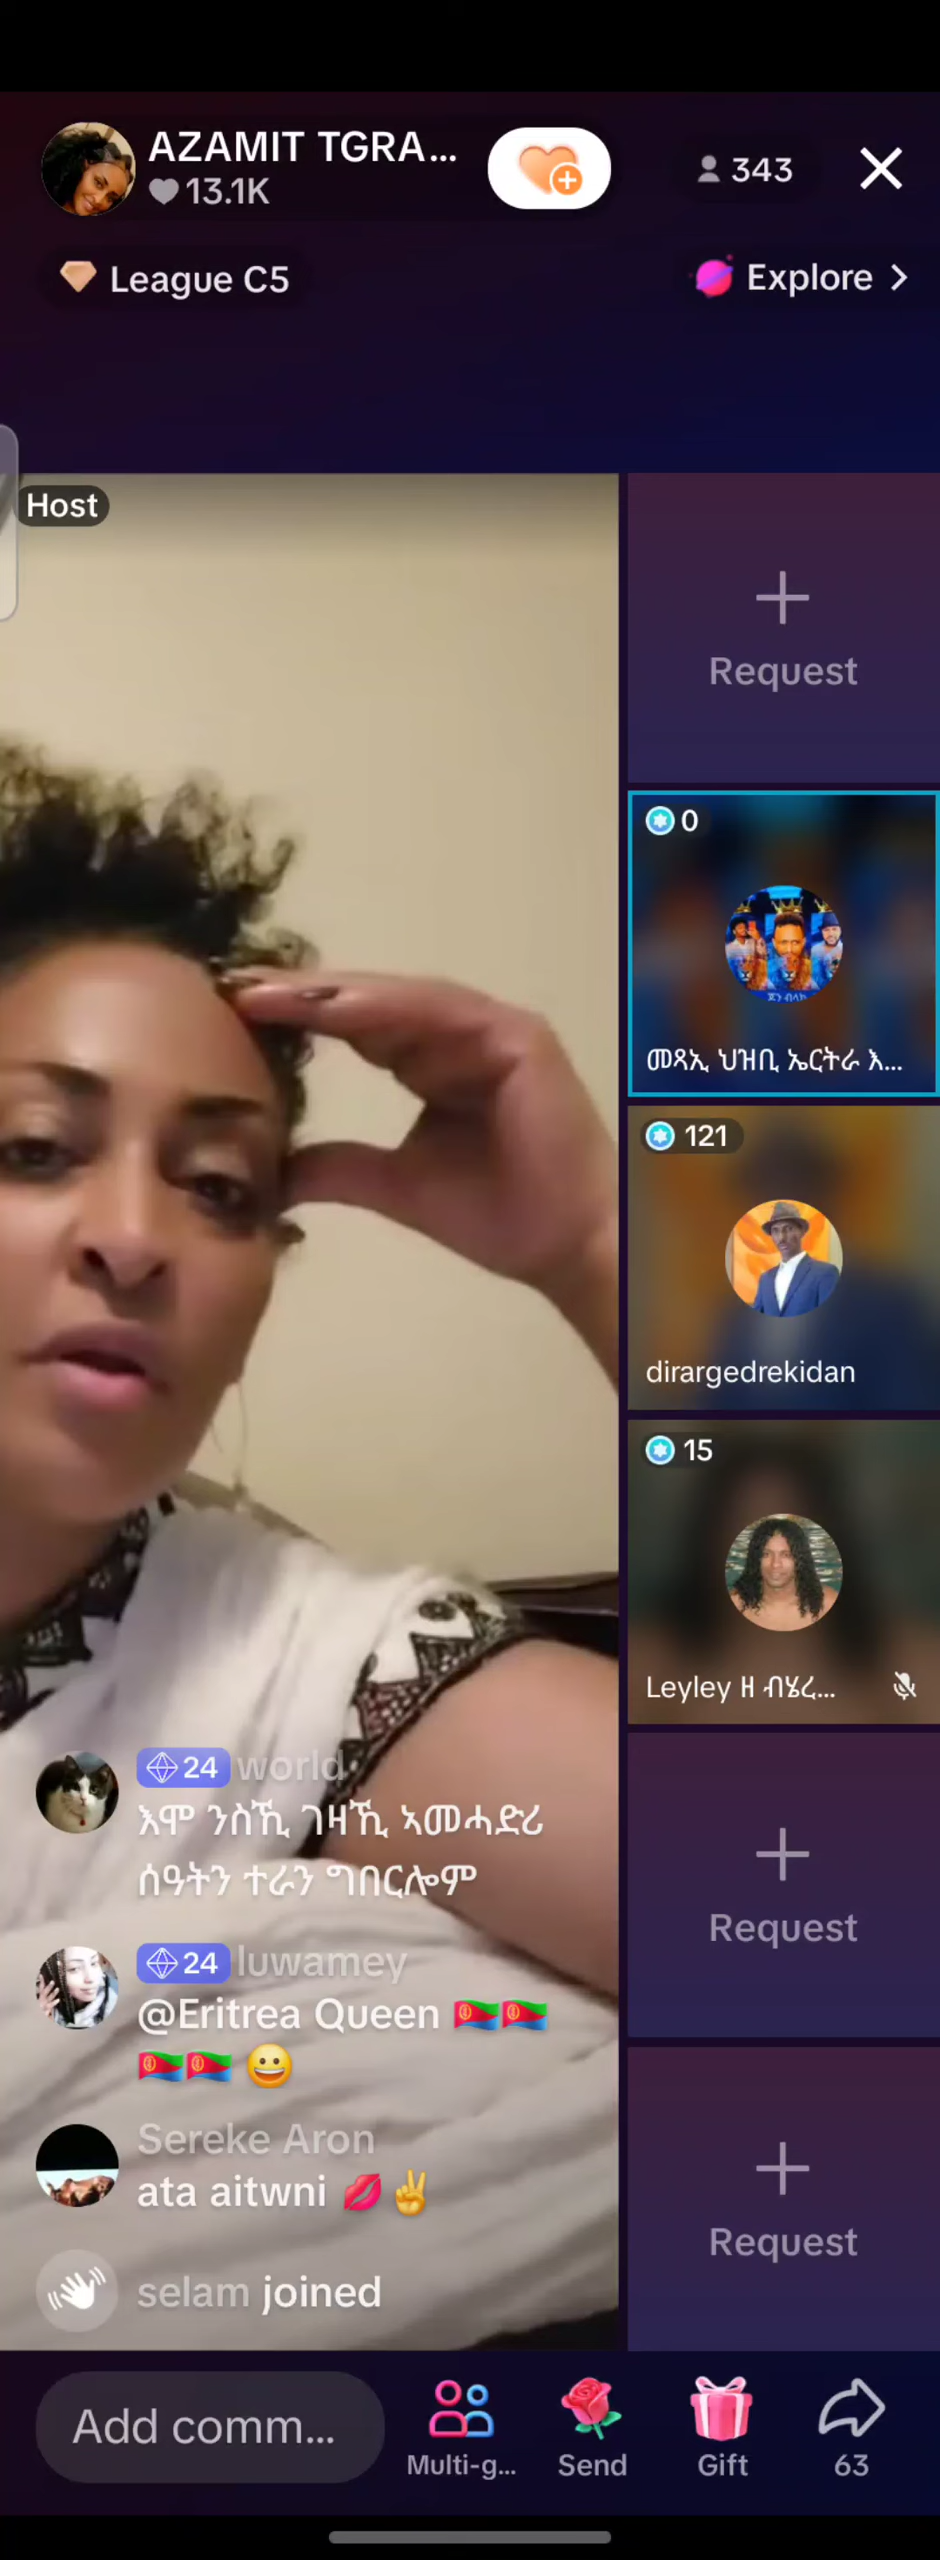 AZAMIT TGRA...
13.1K
343
League C5
Explore
Host
Request
0
ጀን ብላክ
መጻኢ ህዝቢ ኤርትራ እ...
121
dirargedrekidan
15
Leyley ዘ ብሄረ...
24 world
እሞ ንስኺ ገዛኺ ኣመሓድሪ
ሰዓትን ተራን ግበርሎም
24 luwamey
@Eritrea Queen 🇪🇷🇪🇷
🇪🇷🇪🇷 😀
Sereke Aron
ata aitwni 💋✌️
selam joined
Request
Request
Add comm...
Multi-g...
Send
Gift
63